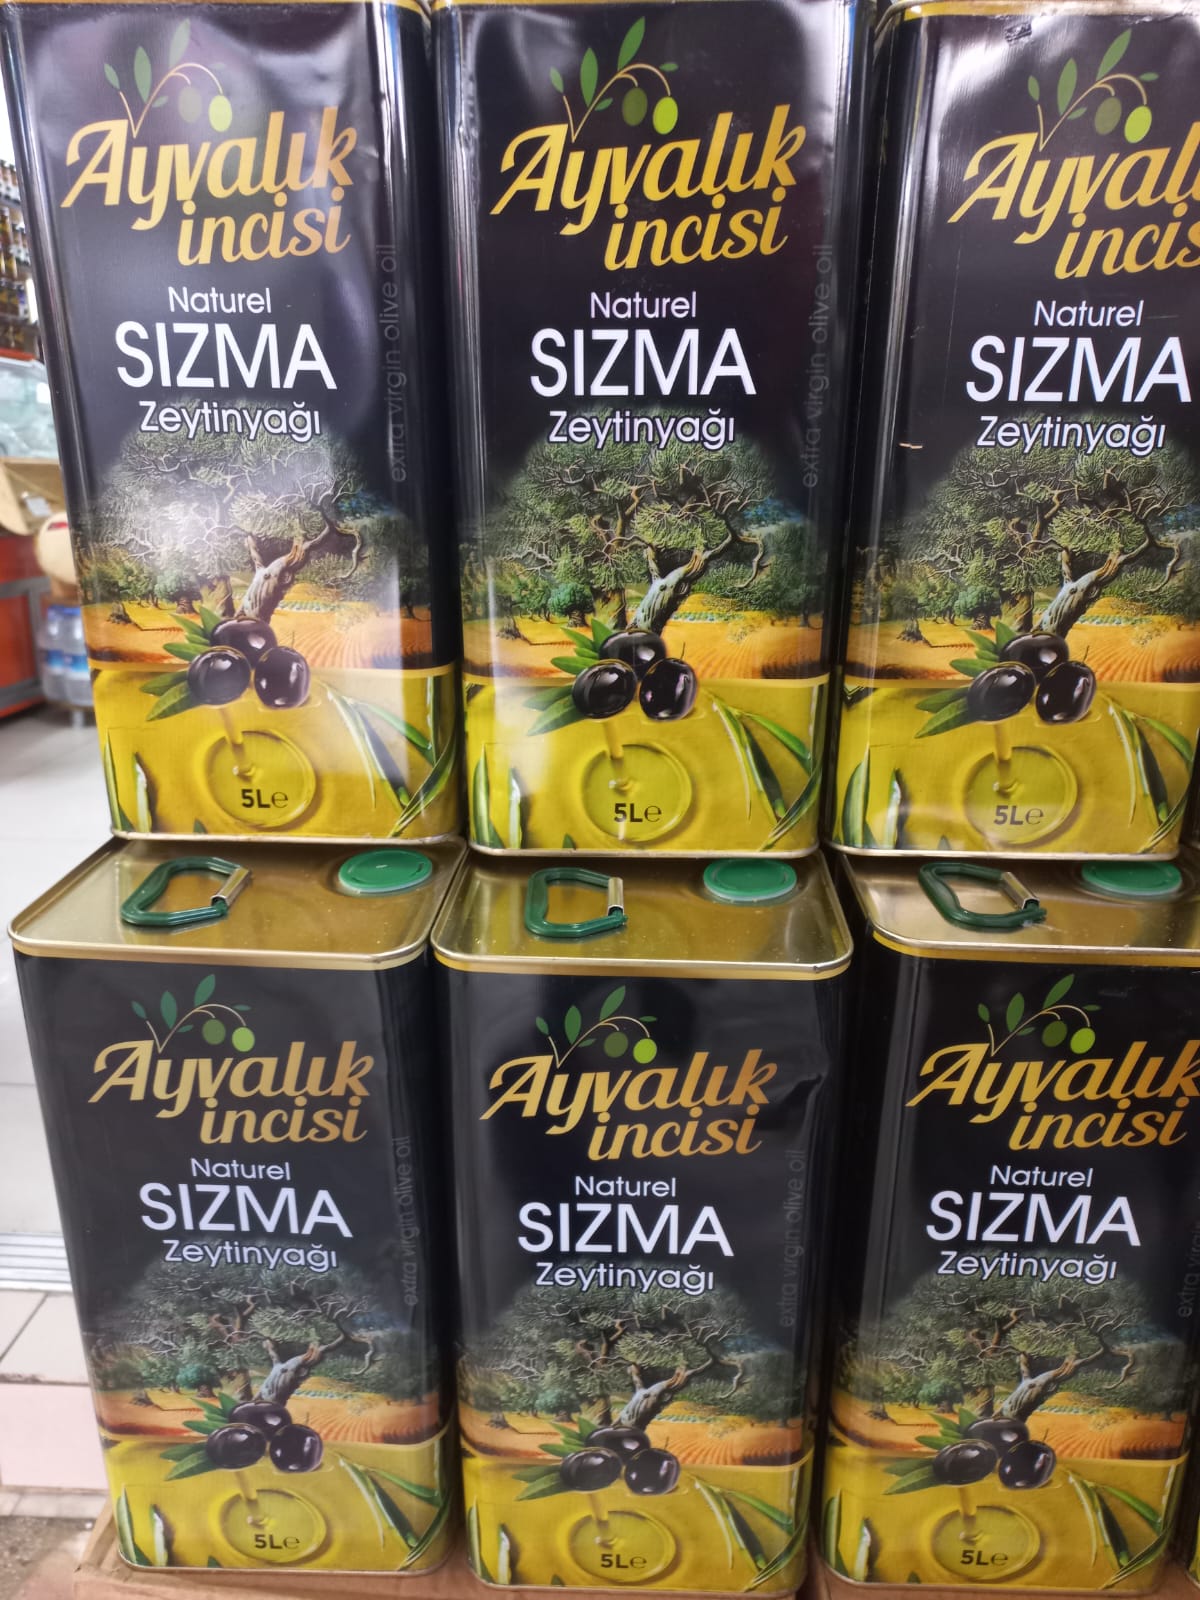 Ayvalık
incisi
Naturel
SIZMA
Zeytinyağı
extra virgin olive oil
5L℮
Ayvalık
incisi
Naturel
SIZMA
Zeytinyağı
extra virgin olive oil
5L℮
Ayvalı
incis
Naturel
SIZMA
Zeytinyağı
5L℮
Ayvalık
incisi
Naturel
SIZMA
Zeytinyağı
extra virgin olive oil
5L℮
Ayvalık
incisi
Naturel
SIZMA
Zeytinyağı
extra virgin olive oil
5L℮
Ayvalık
incisi
Naturel
SIZMA
Zeytinyağı
extra virgin olive oil
5L℮